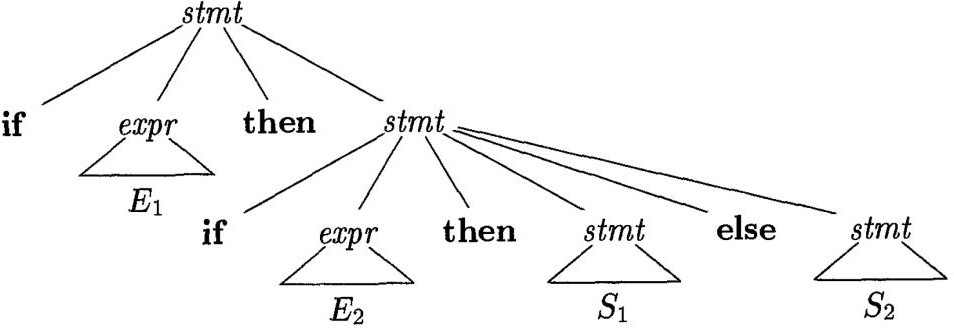 stmt
if expr then stmt
E₁
if expr then stmt else stmt
E₂ S₁ S₂